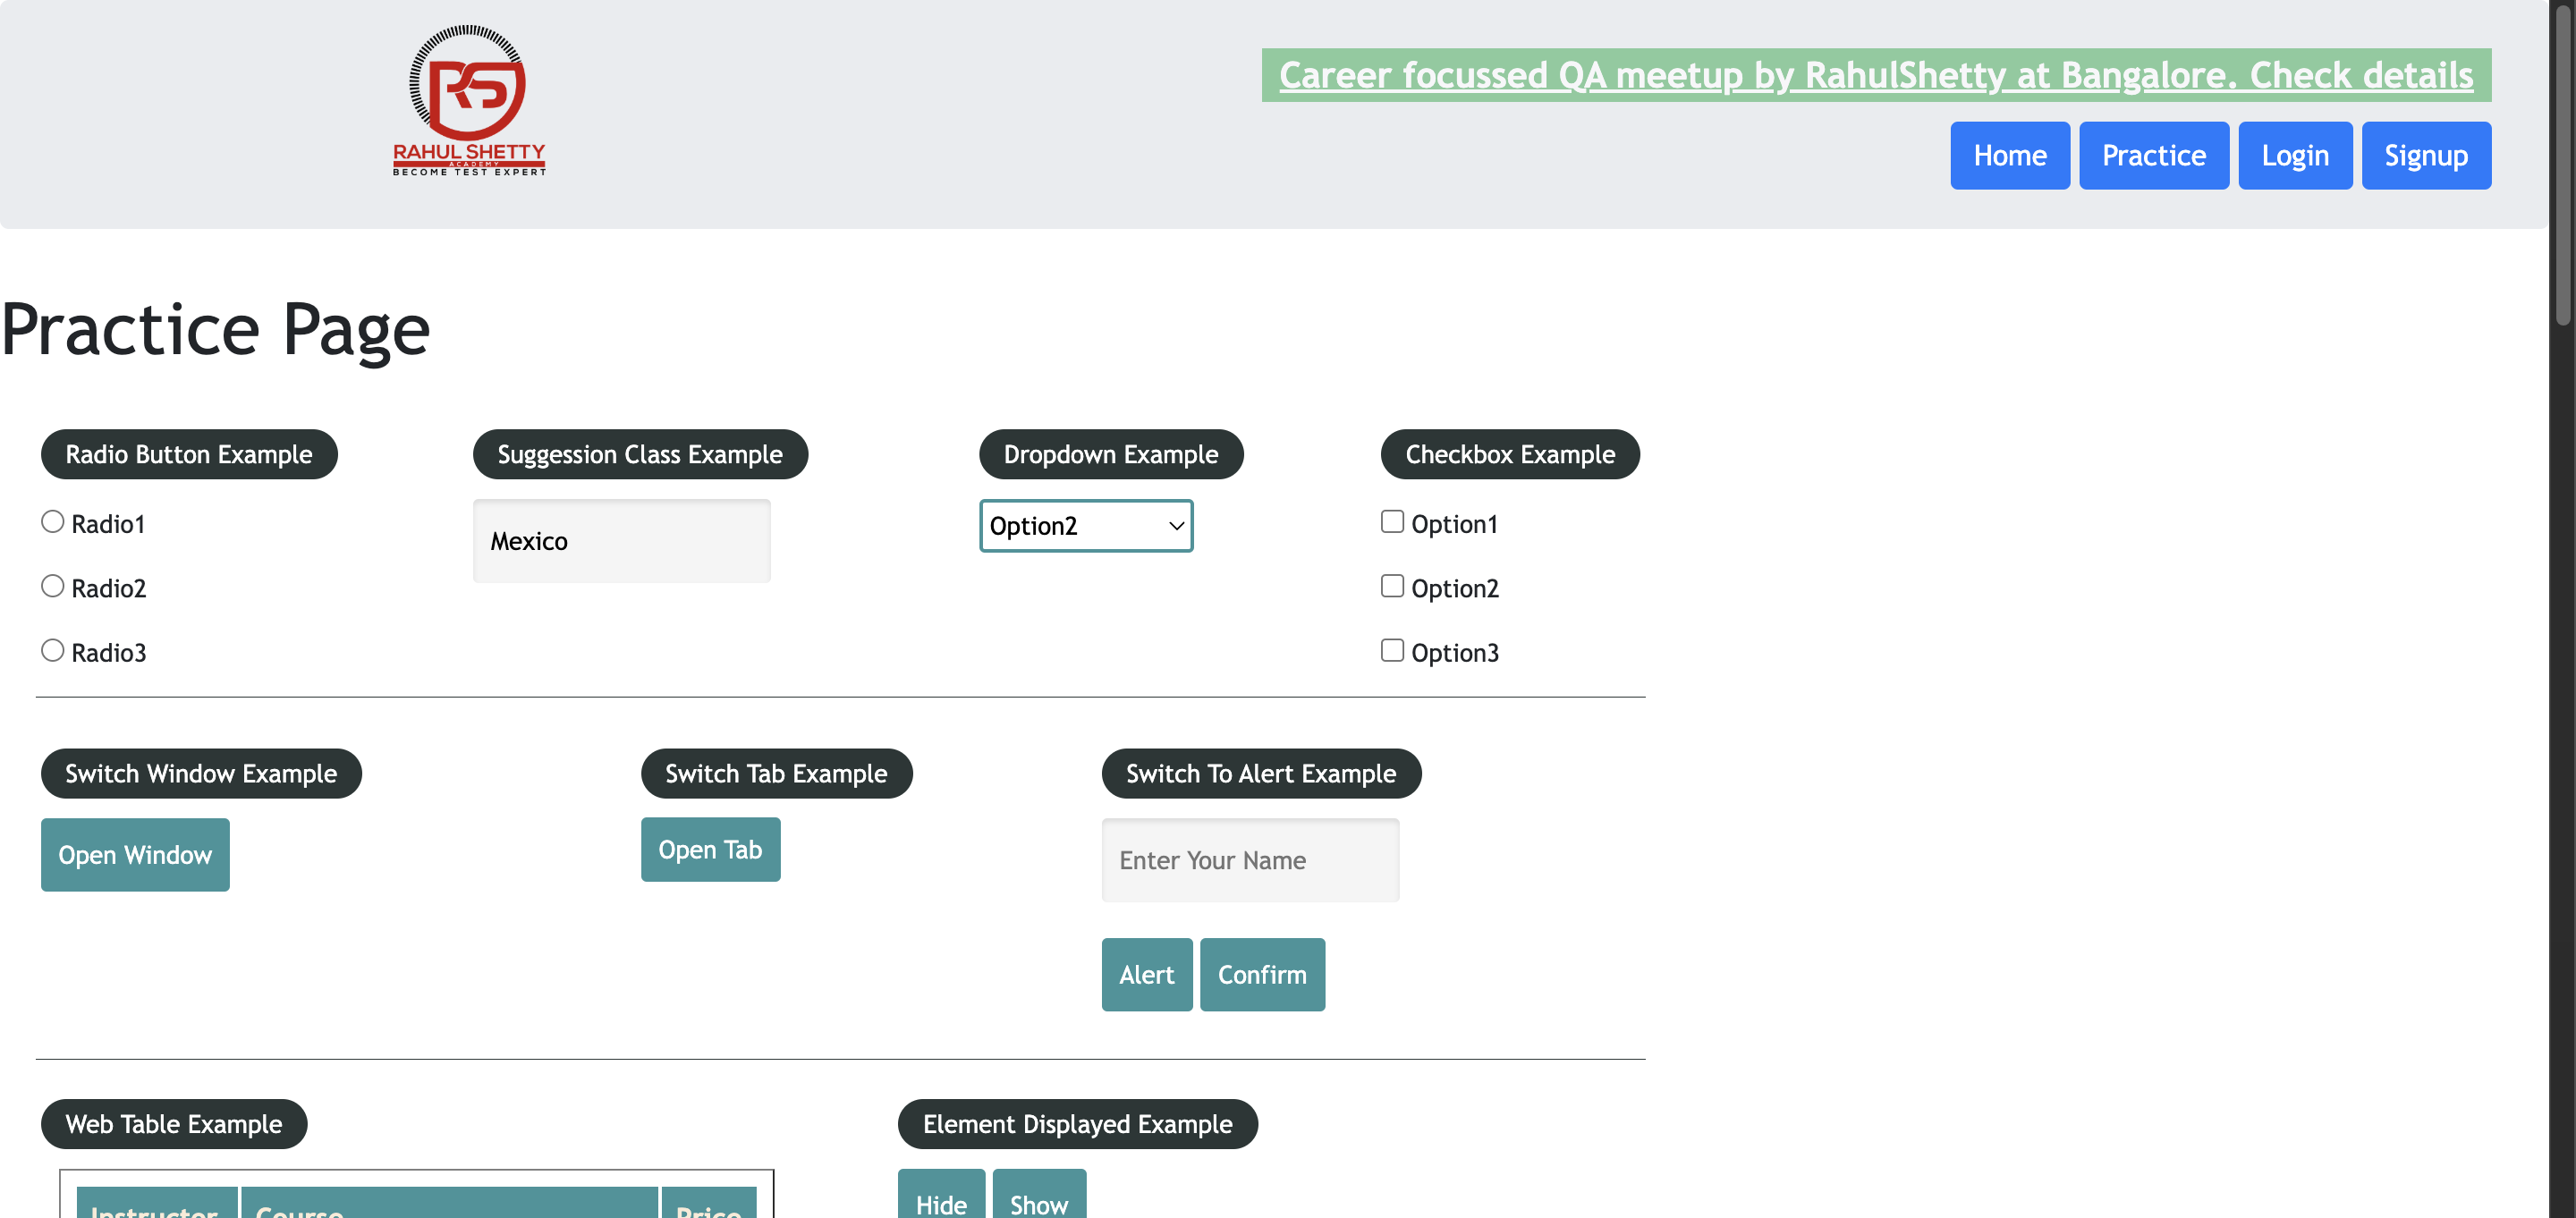 RS
RAHUL SHETTY
ACADEMY
BECOME TEST EXPERT
Career focussed QA meetup by RahulShetty at Bangalore. Check details
Home Practice Login Signup
Practice Page
Radio Button Example
Radio1
Radio2
Radio3
Suggession Class Example
Mexico
Dropdown Example
Option2
Checkbox Example
Option1
Option2
Option3
Switch Window Example
Open Window
Switch Tab Example
Open Tab
Switch To Alert Example
Enter Your Name
Alert Confirm
Web Table Example
Instructor Course Price
Element Displayed Example
Hide Show